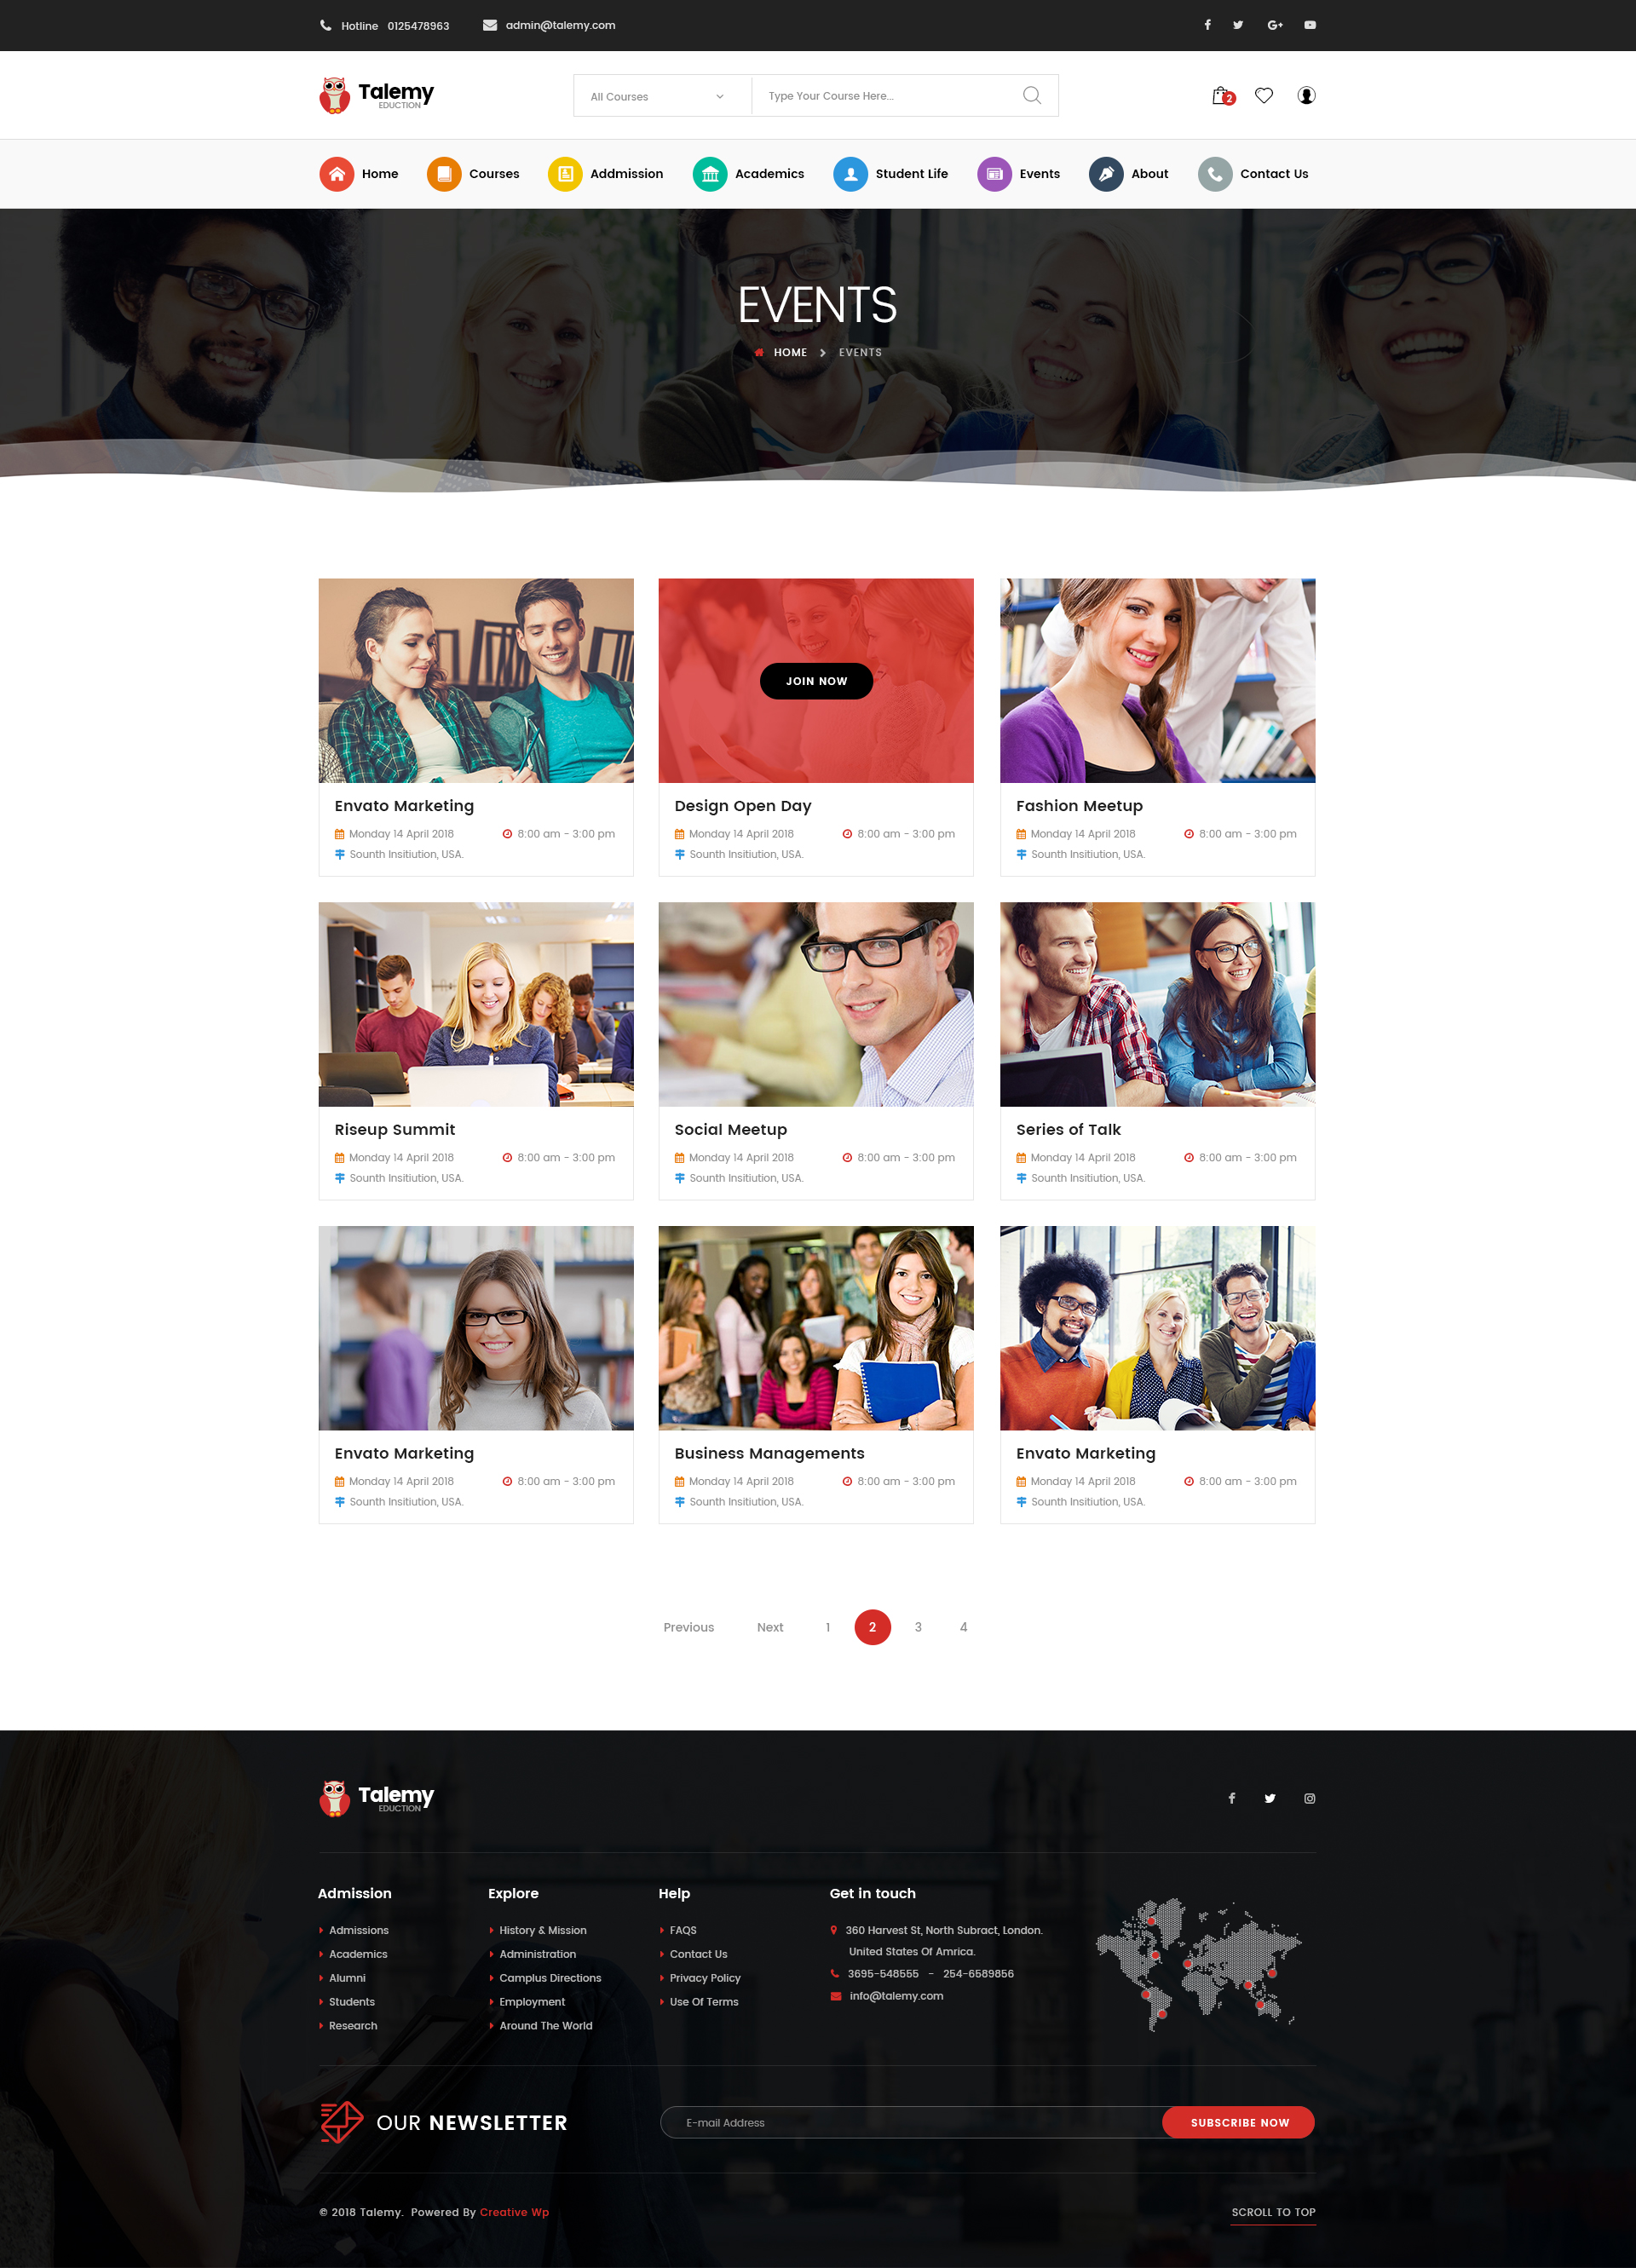 Hotline 0125478963 admin@talemy.com
Talemy
EDUCTION
All Courses Type Your Course Here... 2
Home Courses Addmission Academics Student Life Events About Contact Us
EVENTS
HOME EVENTS
JOIN NOW
Envato Marketing
Monday 14 April 2018 8:00 am - 3:00 pm
Sounth Insitiution, USA.
Design Open Day
Monday 14 April 2018 8:00 am - 3:00 pm
Sounth Insitiution, USA.
Fashion Meetup
Monday 14 April 2018 8:00 am - 3:00 pm
Sounth Insitiution, USA.
Riseup Summit
Monday 14 April 2018 8:00 am - 3:00 pm
Sounth Insitiution, USA.
Social Meetup
Monday 14 April 2018 8:00 am - 3:00 pm
Sounth Insitiution, USA.
Series of Talk
Monday 14 April 2018 8:00 am - 3:00 pm
Sounth Insitiution, USA.
Envato Marketing
Monday 14 April 2018 8:00 am - 3:00 pm
Sounth Insitiution, USA.
Business Managements
Monday 14 April 2018 8:00 am - 3:00 pm
Sounth Insitiution, USA.
Envato Marketing
Monday 14 April 2018 8:00 am - 3:00 pm
Sounth Insitiution, USA.
Previous Next 1 2 3 4
Talemy
EDUCTION
Admission
Admissions
Academics
Alumni
Students
Research
Explore
History & Mission
Administration
Camplus Directions
Employment
Around The World
Help
FAQS
Contact Us
Privacy Policy
Use Of Terms
Get in touch
360 Harvest St, North Subract, London.
United States Of Amrica.
3695-548555 - 254-6589856
info@talemy.com
OUR NEWSLETTER
E-mail Address
SUBSCRIBE NOW
© 2018 Talemy. Powered By Creative Wp
SCROLL TO TOP